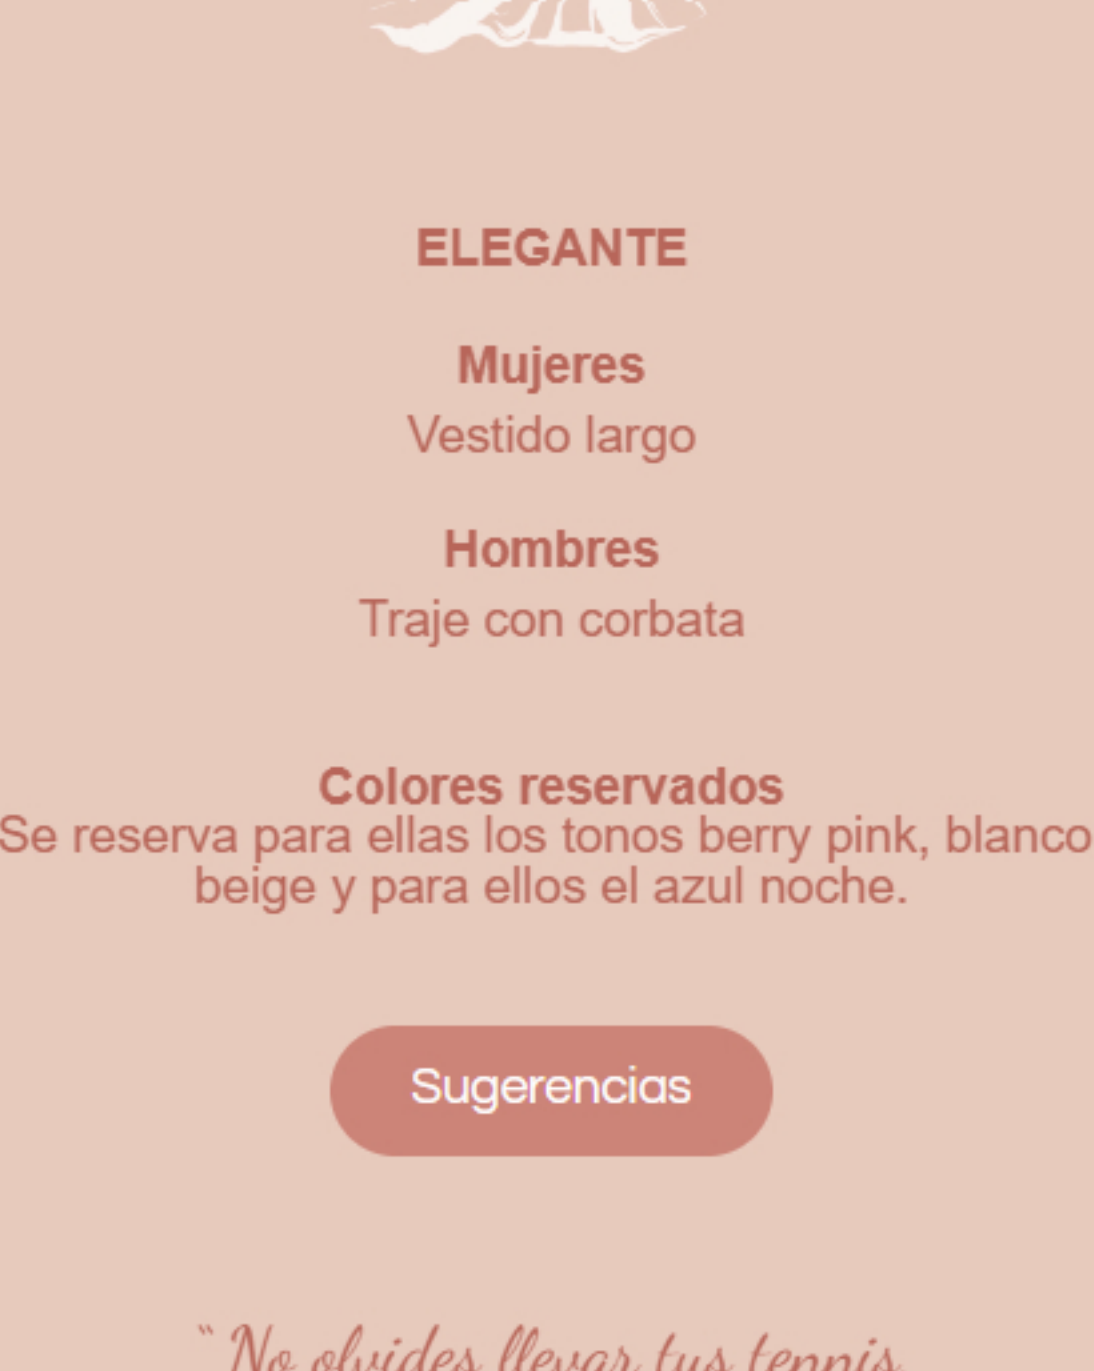 ELEGANTE
Mujeres
Vestido largo
Hombres
Traje con corbata
Colores reservados
Se reserva para ellas los tonos berry pink, blanco
beige y para ellos el azul noche.
Sugerencias
“ No olvides llevar tus tennis